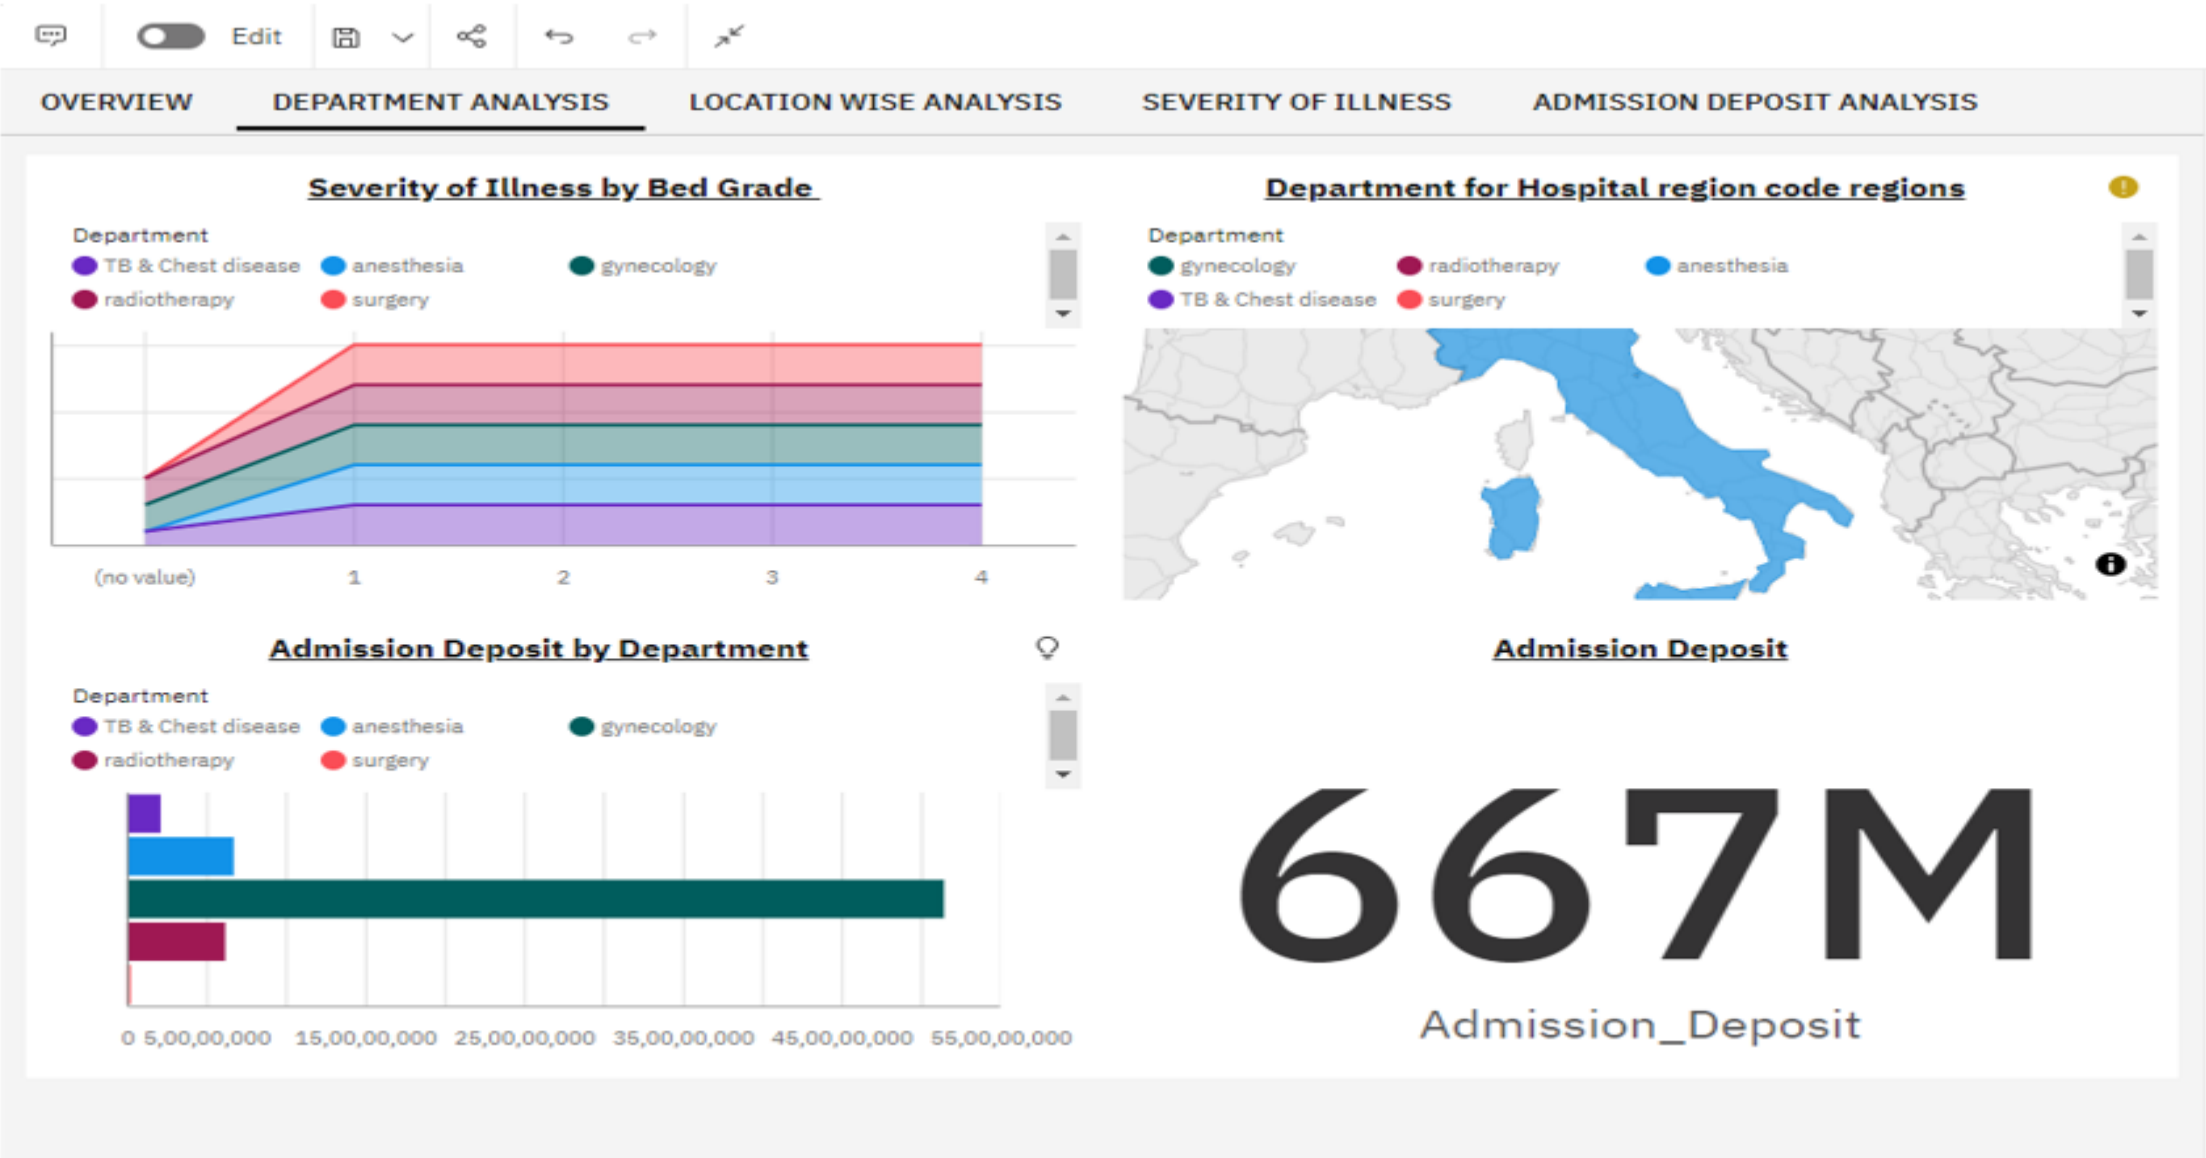 Edit
OVERVIEW DEPARTMENT ANALYSIS LOCATION WISE ANALYSIS SEVERITY OF ILLNESS ADMISSION DEPOSIT ANALYSIS
Severity of Illness by Bed Grade
Department
TB & Chest disease anesthesia gynecology
radiotherapy surgery
(no value) 1 2 3 4
Department for Hospital region code regions
Department
gynecology radiotherapy anesthesia
TB & Chest disease surgery
Admission Deposit by Department
Department
TB & Chest disease anesthesia gynecology
radiotherapy surgery
0 5,00,00,000 15,00,00,000 25,00,00,000 35,00,00,000 45,00,00,000 55,00,00,000
Admission Deposit
667M
Admission_Deposit